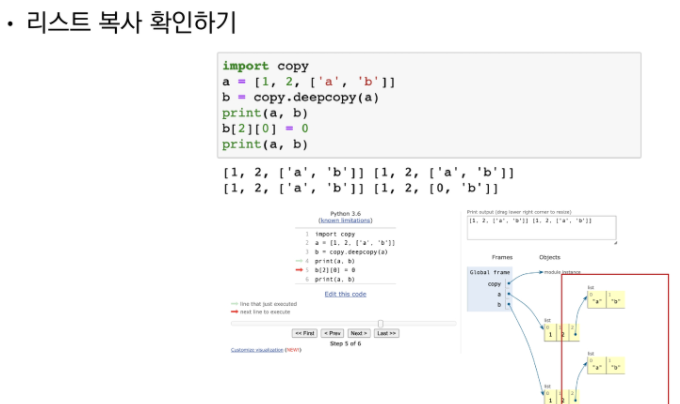 • 리스트 복사 확인하기
import copy
a = [1, 2, ['a', 'b']]
b = copy.deepcopy(a)
print(a, b)
b[2][0] = 0
print(a, b)
[1, 2, ['a', 'b']] [1, 2, ['a', 'b']]
[1, 2, ['a', 'b']] [1, 2, [0, 'b']]
Python 3.6
(known limitations)
1 import copy
2 a = [1, 2, ['a', 'b']]
3 b = copy.deepcopy(a)
4 print(a, b)
5 b[2][0] = 0
6 print(a, b)
Edit this code
line that just executed
next line to execute
<< First < Prev Next > Last >>
Step 5 of 6
Customize visualization (NEW!)
Print output (drag lower right corner to resize)
[1, 2, ['a', 'b']] [1, 2, ['a', 'b']]
Frames Objects
Global frame
copy
a
b
module instance
list
0 1
"a" "b"
list
0 1 2
1 2
list
0 1
"a" "b"
list
0 1 2
1 2